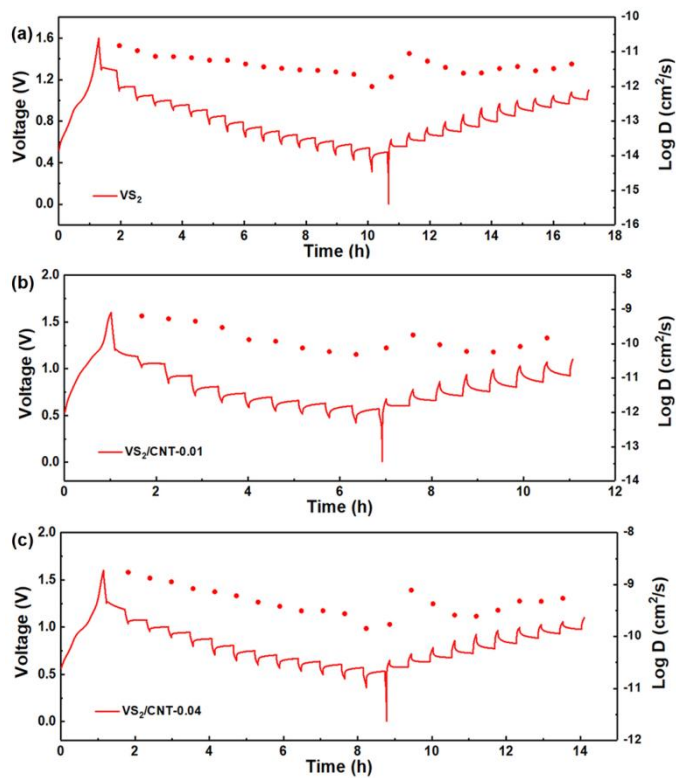 (a)
1.6
1.2
0.8
0.4
0.0
Voltage (V)
VS2
0 2 4 6 8 10 12 14 16 18
Time (h)
-10
-11
-12
-13
-14
-15
-16
Log D (cm2/s)
(b)
2.0
1.5
1.0
0.5
0.0
Voltage (V)
VS2/CNT-0.01
0 2 4 6 8 10 12
Time (h)
-8
-9
-10
-11
-12
-13
-14
Log D (cm2/s)
(c)
2.0
1.5
1.0
0.5
0.0
Voltage (V)
VS2/CNT-0.04
0 2 4 6 8 10 12 14
Time (h)
-8
-9
-10
-11
-12
Log D (cm2/s)